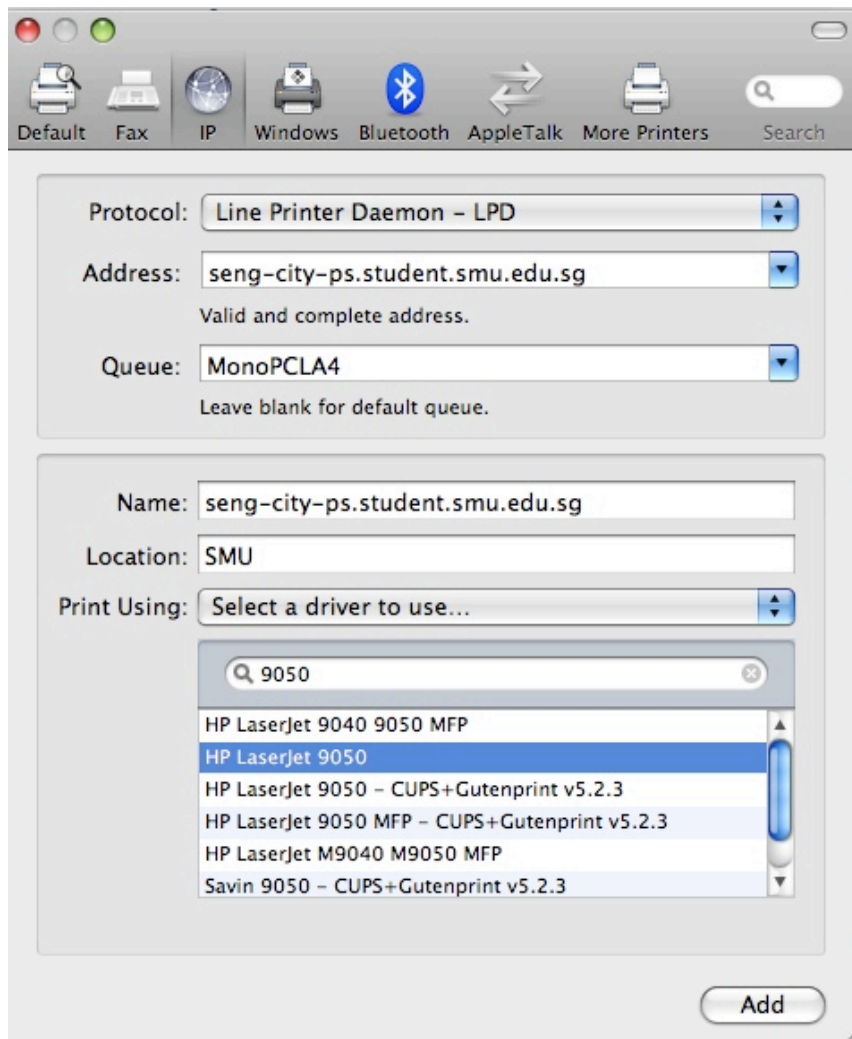 Default Fax IP Windows Bluetooth AppleTalk More Printers Search
Protocol: Line Printer Daemon – LPD
Address: seng-city-ps.student.smu.edu.sg
Valid and complete address.
Queue: MonoPCLA4
Leave blank for default queue.
Name: seng-city-ps.student.smu.edu.sg
Location: SMU
Print Using: Select a driver to use...
9050
HP LaserJet 9040 9050 MFP
HP LaserJet 9050
HP LaserJet 9050 – CUPS+Gutenprint v5.2.3
HP LaserJet 9050 MFP – CUPS+Gutenprint v5.2.3
HP LaserJet M9040 M9050 MFP
Savin 9050 – CUPS+Gutenprint v5.2.3
Add